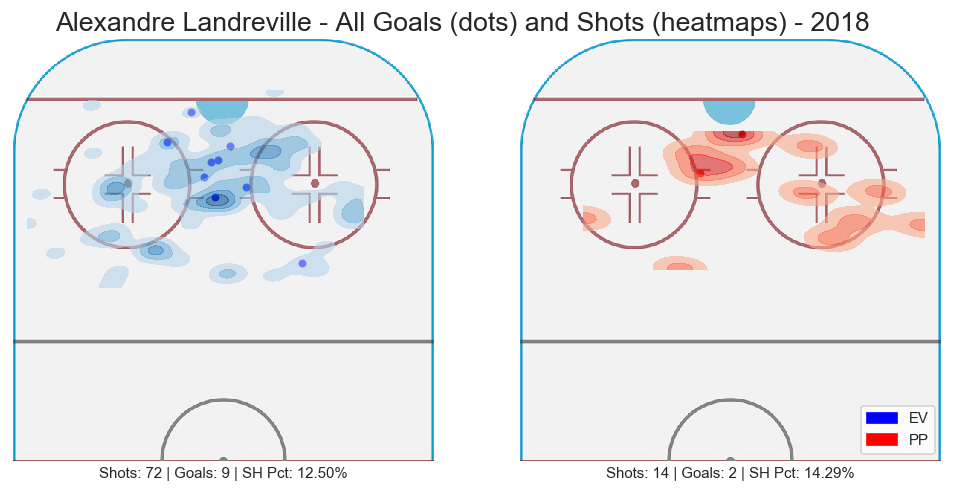 Alexandre Landreville - All Goals (dots) and Shots (heatmaps) - 2018
EV
PP
Shots: 72 | Goals: 9 | SH Pct: 12.50%
Shots: 14 | Goals: 2 | SH Pct: 14.29%